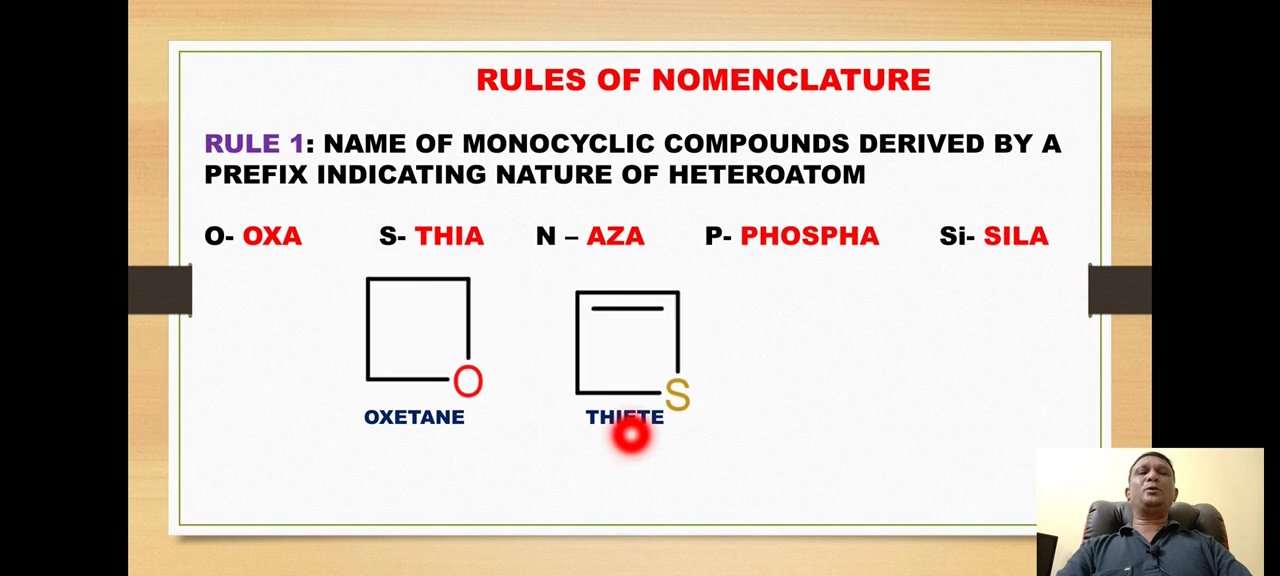 RULES OF NOMENCLATURE
RULE 1: NAME OF MONOCYCLIC COMPOUNDS DERIVED BY A
PREFIX INDICATING NATURE OF HETEROATOM
O- OXA S- THIA N – AZA P- PHOSPHA Si- SILA
O
S
OXETANE THIETE